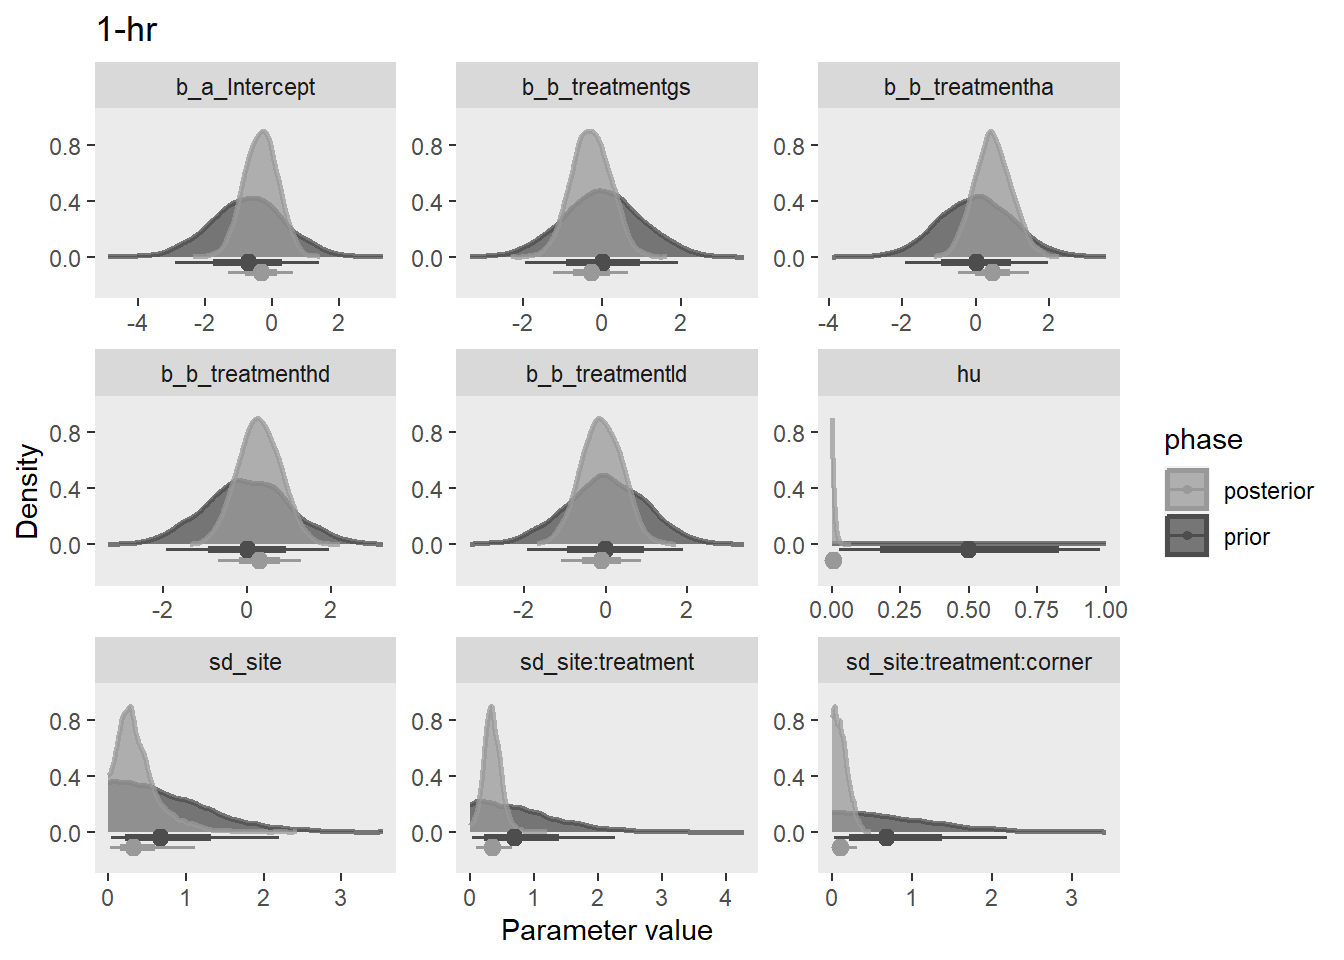 1-hr
b_a_Intercept
b_b_treatmentgs
b_b_treatmentha
0.8
0.4
0.0
-4 -2 0 2
0.8
0.4
0.0
-2 0 2
0.8
0.4
0.0
-4 -2 0 2
b_b_treatmenthd
b_b_treatmentld
hu
0.8
0.4
0.0
-2 0 2
0.8
0.4
0.0
-2 0 2
0.8
0.4
0.0
0.00 0.25 0.50 0.75 1.00
sd_site
sd_site:treatment
sd_site:treatment:corner
0.8
0.4
0.0
0 1 2 3
0.8
0.4
0.0
0 1 2 3 4
0.8
0.4
0.0
0 1 2 3
Density
Parameter value
phase
posterior
prior